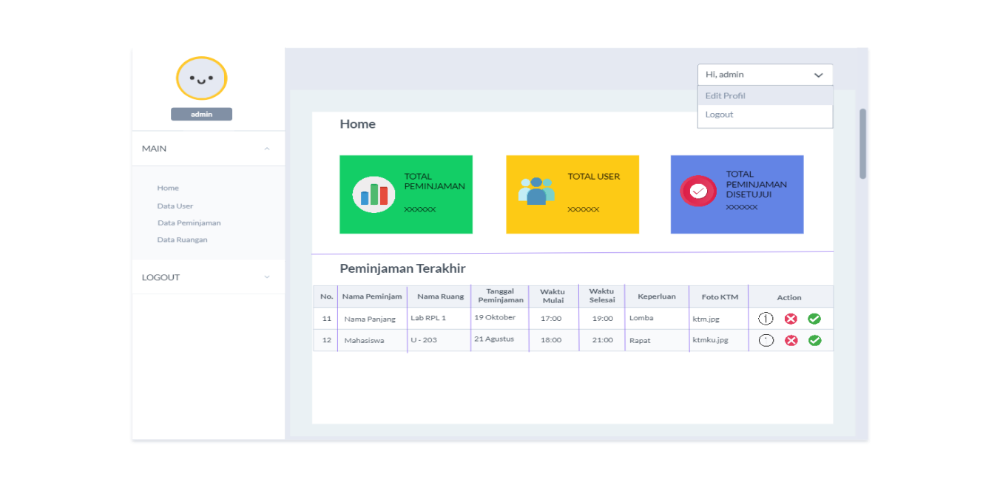 Hi, admin
Edit Profil
Logout
admin
MAIN
Home
Data User
Data Peminjaman
Data Ruangan
LOGOUT
Home
TOTAL
PEMINJAMAN
XXXXXX
TOTAL USER
XXXXXX
TOTAL
PEMINJAMAN
DISETUJUI
XXXXXX
Peminjaman Terakhir
No. Nama Peminjam Nama Ruang Tanggal Peminjaman Waktu Mulai Waktu Selesai Keperluan Foto KTM Action
11 Nama Panjang Lab RPL 1 19 Oktober 17:00 19:00 Lomba ktm.jpg
12 Mahasiswa U - 203 21 Agustus 18:00 21:00 Rapat ktmku.jpg